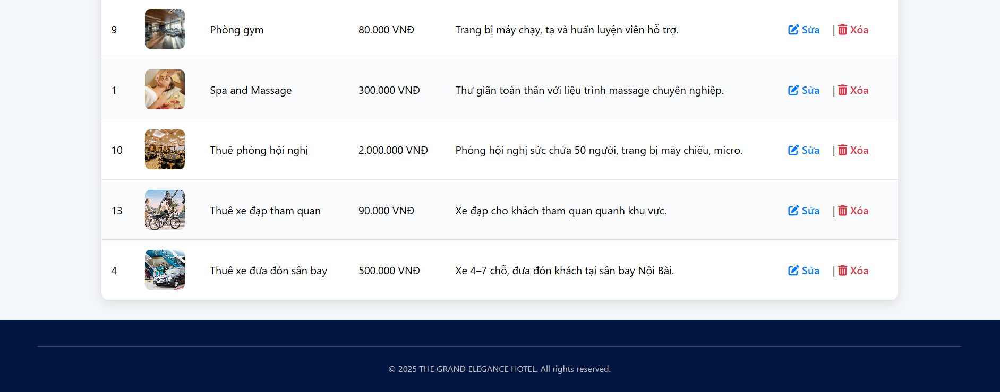 9 Phòng gym 80.000 VNĐ Trang bị máy chạy, tạ và huấn luyện viên hỗ trợ. Sửa | Xóa
1 Spa and Massage 300.000 VNĐ Thư giãn toàn thân với liệu trình massage chuyên nghiệp. Sửa | Xóa
10 Thuê phòng hội nghị 2.000.000 VNĐ Phòng hội nghị sức chứa 50 người, trang bị máy chiếu, micro. Sửa | Xóa
13 Thuê xe đạp tham quan 90.000 VNĐ Xe đạp cho khách tham quan quanh khu vực. Sửa | Xóa
4 Thuê xe đưa đón sân bay 500.000 VNĐ Xe 4–7 chỗ, đưa đón khách tại sân bay Nội Bài. Sửa | Xóa
© 2025 THE GRAND ELEGANCE HOTEL. All rights reserved.